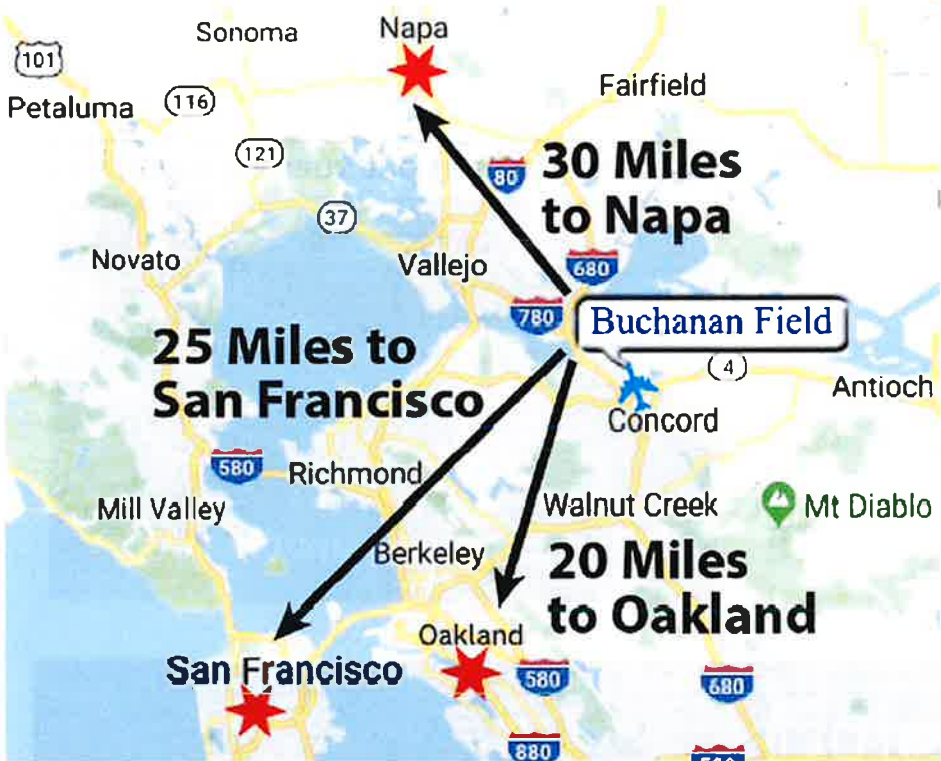 Napa
Sonoma
101
Fairfield
Petaluma
116
121
80
30 Miles
to Napa
37
Novato
Vallejo
680
780
Buchanan Field
25 Miles to
San Francisco
4
Antioch
Concord
580
Richmond
Mill Valley
Walnut Creek
Mt Diablo
Berkeley
20 Miles
to Oakland
Oakland
San Francisco
580
680
880